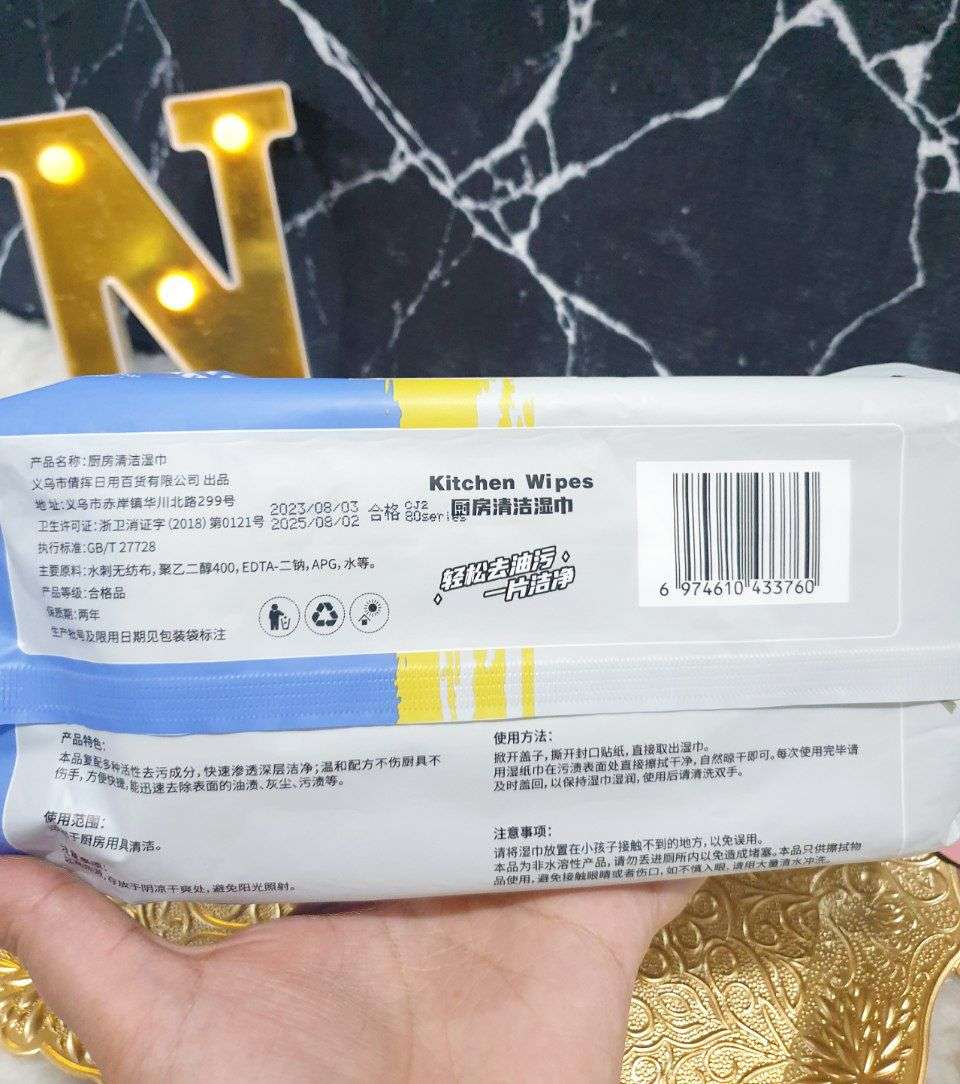 N
产品名称:厨房清洁湿巾
义乌市倩挥日用百货有限公司 出品
地址:义乌市赤岸镇华川北路299号
卫生许可证:浙卫消证字(2018)第0121号
执行标准:GB/T 27728
主要原料:水刺无纺布,聚乙二醇400,EDTA-二钠,APG,水等。
产品等级:合格品
保质期:两年
生产批号及限用日期见包装袋标注
2023/08/03
2025/08/02
合格 CJ2
80series
Kitchen Wipes
厨房清洁湿巾
轻松去油污
一片洁净
6 974610 433760
产品特色:
本品复配多种活性去污成分,快速渗透深层洁净;温和配方不伤厨具不
伤手,方便快捷,能迅速去除表面的油渍、灰尘、污渍等。
使用范围:
于厨房用具清洁。
存放于阴凉干爽处,避免阳光照射。
使用方法:
掀开盖子,撕开封口贴纸,直接取出湿巾。
用湿纸巾在污渍表面处直接擦拭干净,自然晾干即可。每次使用完毕请
及时盖回,以保持湿巾湿润,使用后请清洗双手。
注意事项:
请将湿巾放置在小孩子接触不到的地方,以免误用。
本品为非水溶性产品,请勿丢进厕所内以免造成堵塞。本品只供擦拭物
品使用,避免接触眼睛或者伤口,如不慎入眼,请用大量清水冲洗。